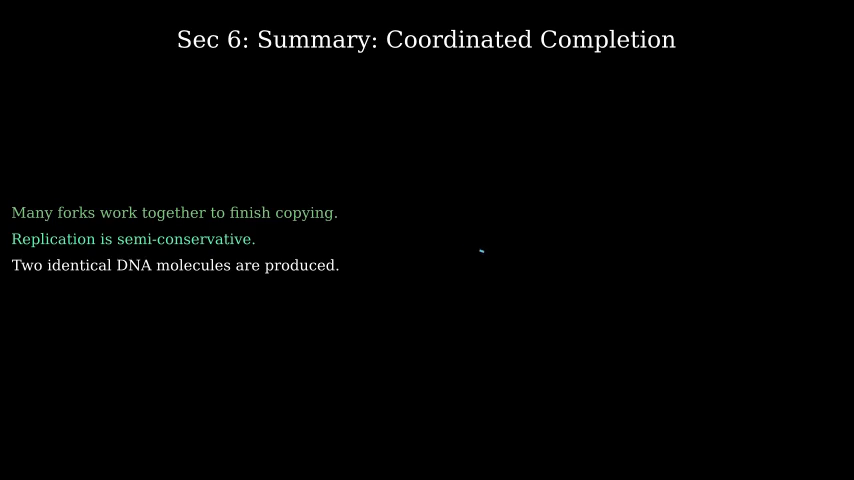 Sec 6: Summary: Coordinated Completion
Many forks work together to finish copying.
Replication is semi-conservative.
Two identical DNA molecules are produced.